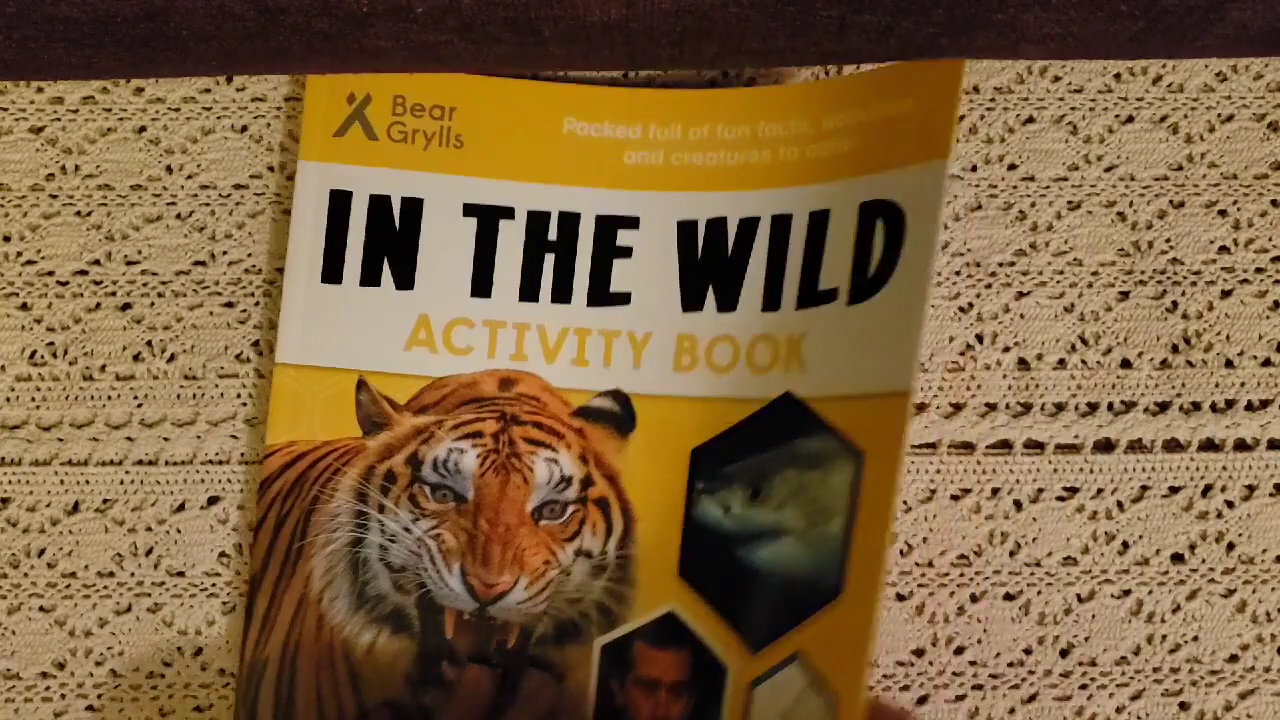 Bear
Grylls
Packed full of fun facts,
and creatures to
IN THE WILD
ACTIVITY BOOK